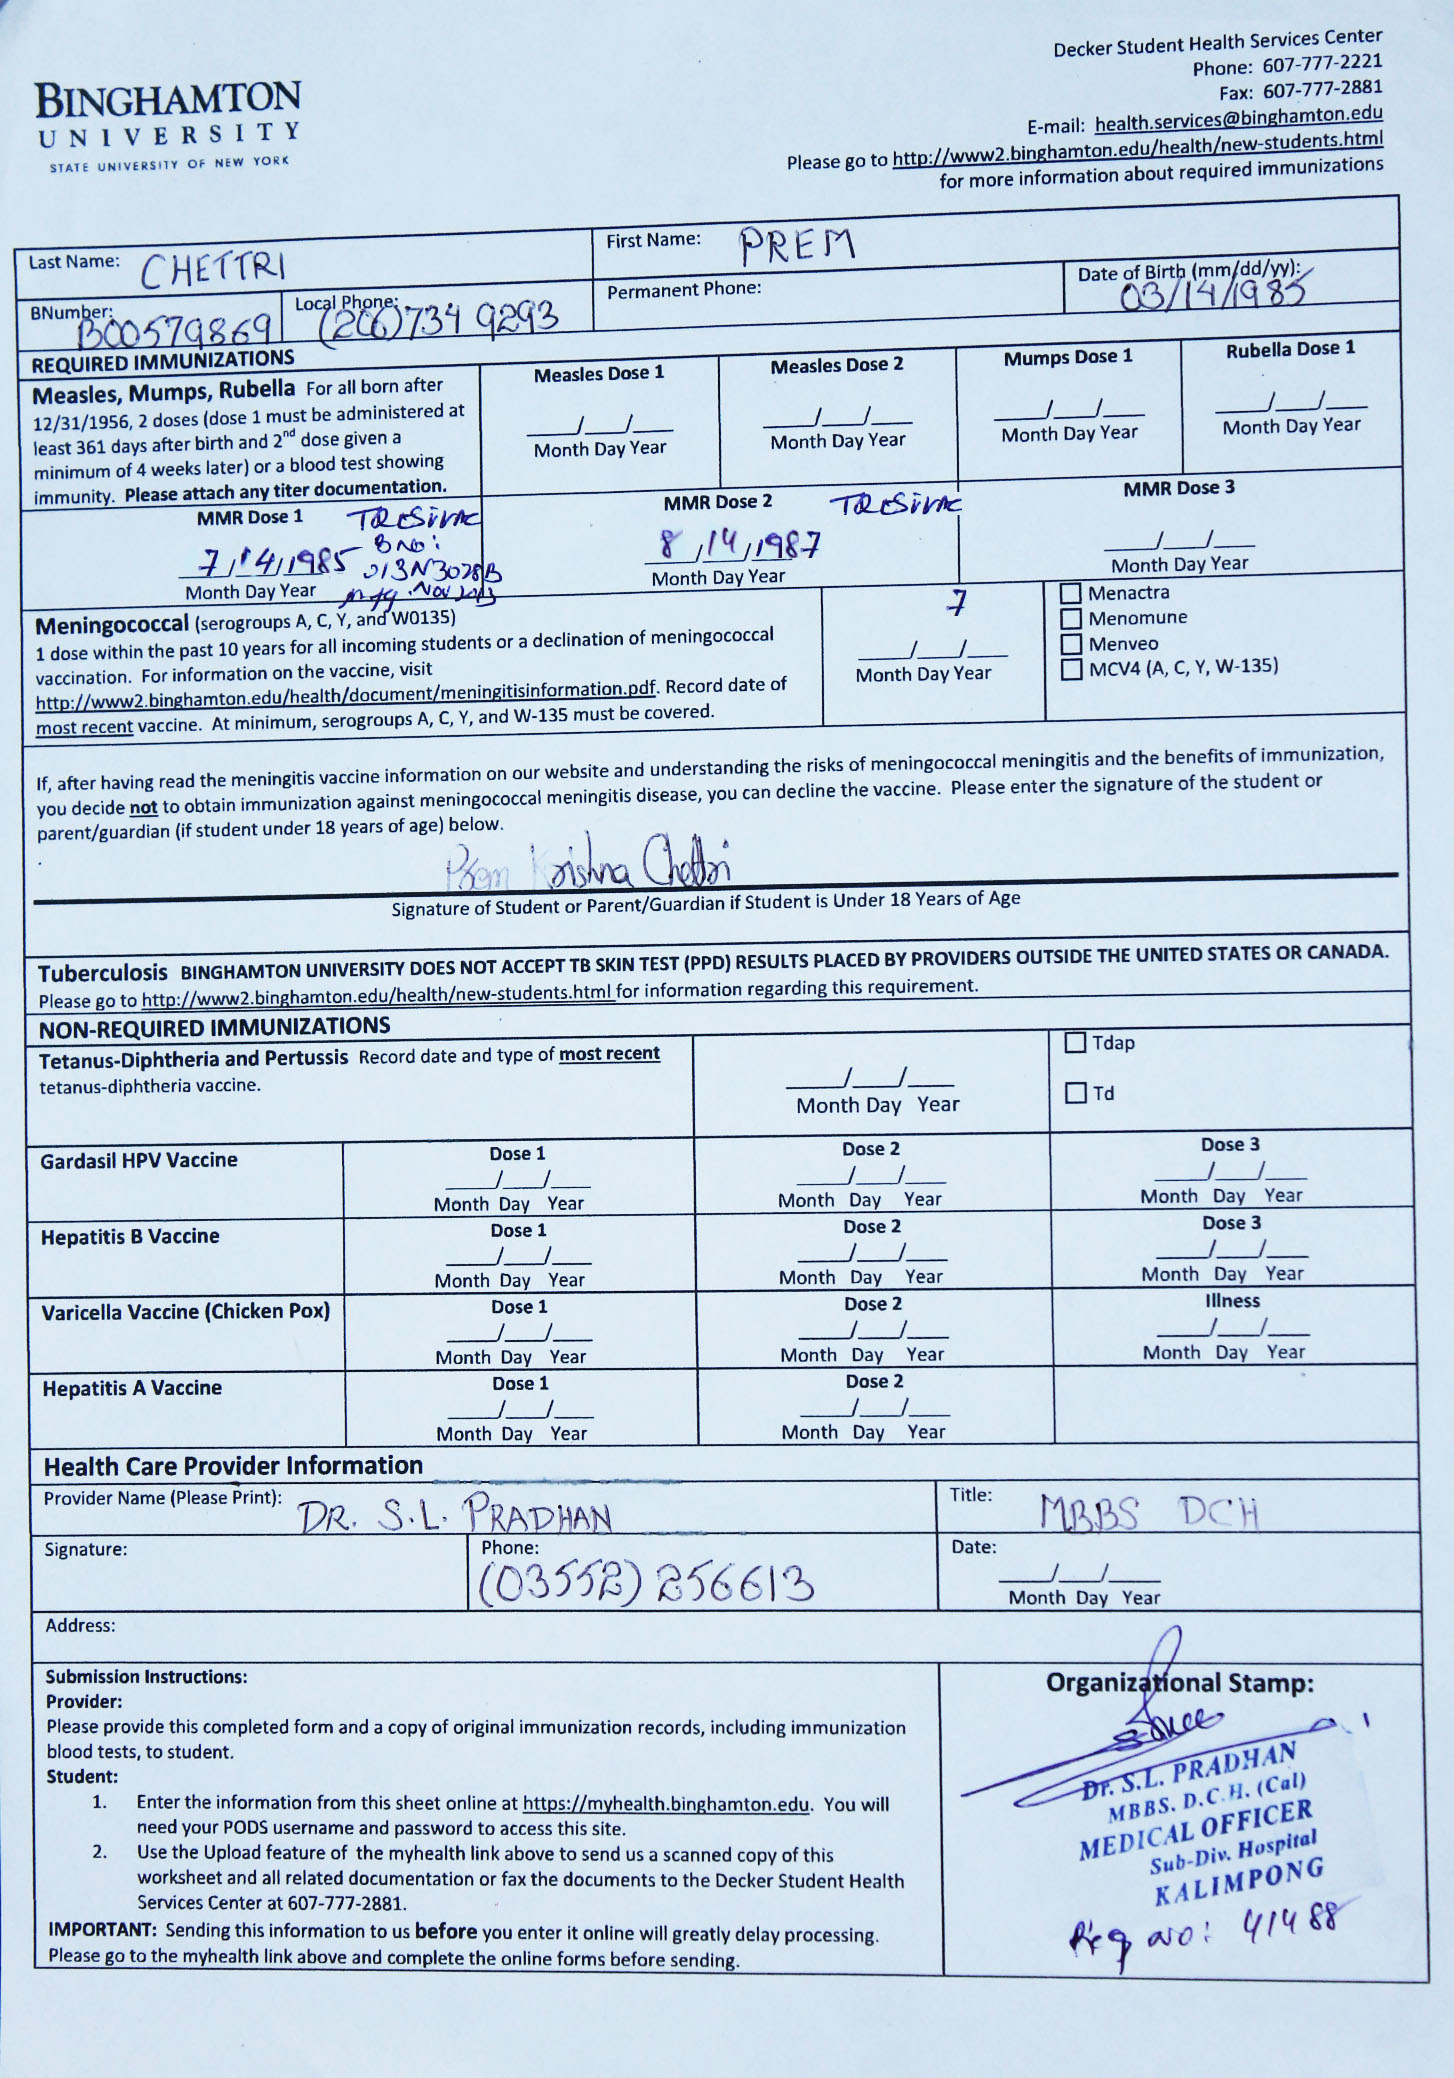 Decker Student Health Services Center
Phone: 607-777-2221
Fax: 607-777-2881
E-mail: health.services@binghamton.edu
Please go to http://www2.binghamton.edu/health/new-students.html
for more information about required immunizations
BINGHAMTON
UNIVERSITY
STATE UNIVERSITY OF NEW YORK
Last Name: CHETTRI First Name: PREM
BNumber: B00579869 Local Phone: (206)734 9293 Permanent Phone: Date of Birth (mm/dd/yy): 03/14/1985
REQUIRED IMMUNIZATIONS
Measles, Mumps, Rubella For all born after
12/31/1956, 2 doses (dose 1 must be administered at
least 361 days after birth and 2nd dose given a
minimum of 4 weeks later) or a blood test showing
immunity. Please attach any titer documentation.
Measles Dose 1 Measles Dose 2 Mumps Dose 1 Rubella Dose 1
___/___/___ ___/___/___ ___/___/___ ___/___/___
Month Day Year Month Day Year Month Day Year Month Day Year
MMR Dose 1 TRESIVAC MMR Dose 2 TRESIVAC MMR Dose 3
7/14/1985 8/14/1987 ___/___/___
B No:
013N3028B
Mfg. Nov 2013
Month Day Year Month Day Year Month Day Year
Meningococcal (serogroups A, C, Y, and W0135)
1 dose within the past 10 years for all incoming students or a declination of meningococcal
vaccination. For information on the vaccine, visit
http://www2.binghamton.edu/health/document/meningitisinformation.pdf. Record date of
most recent vaccine. At minimum, serogroups A, C, Y, and W-135 must be covered.
7
___/___/___
Month Day Year
☐ Menactra
☐ Menomune
☐ Menveo
☐ MCV4 (A, C, Y, W-135)
If, after having read the meningitis vaccine information on our website and understanding the risks of meningococcal meningitis and the benefits of immunization,
you decide not to obtain immunization against meningococcal meningitis disease, you can decline the vaccine. Please enter the signature of the student or
parent/guardian (if student under 18 years of age) below.
Prem Krishna Chettri
Signature of Student or Parent/Guardian if Student is Under 18 Years of Age
Tuberculosis BINGHAMTON UNIVERSITY DOES NOT ACCEPT TB SKIN TEST (PPD) RESULTS PLACED BY PROVIDERS OUTSIDE THE UNITED STATES OR CANADA.
Please go to http://www2.binghamton.edu/health/new-students.html for information regarding this requirement.
NON-REQUIRED IMMUNIZATIONS
Tetanus-Diphtheria and Pertussis Record date and type of most recent
tetanus-diphtheria vaccine.
___/___/___
Month Day Year
☐ Tdap
☐ Td
Gardasil HPV Vaccine Dose 1 Dose 2 Dose 3
___/___/___ ___/___/___ ___/___/___
Month Day Year Month Day Year Month Day Year
Hepatitis B Vaccine Dose 1 Dose 2 Dose 3
___/___/___ ___/___/___ ___/___/___
Month Day Year Month Day Year Month Day Year
Varicella Vaccine (Chicken Pox) Dose 1 Dose 2 Illness
___/___/___ ___/___/___ ___/___/___
Month Day Year Month Day Year Month Day Year
Hepatitis A Vaccine Dose 1 Dose 2
___/___/___ ___/___/___
Month Day Year Month Day Year
Health Care Provider Information
Provider Name (Please Print): DR. S.L. PRADHAN Title: MBBS DCH
Signature: Phone: (03552) 256613 Date: ___/___/___
Month Day Year
Address:
Submission Instructions:
Provider:
Please provide this completed form and a copy of original immunization records, including immunization
blood tests, to student.
Student:
1. Enter the information from this sheet online at https://myhealth.binghamton.edu. You will
need your PODS username and password to access this site.
2. Use the Upload feature of the myhealth link above to send us a scanned copy of this
worksheet and all related documentation or fax the documents to the Decker Student Health
Services Center at 607-777-2881.
IMPORTANT: Sending this information to us before you enter it online will greatly delay processing.
Please go to the myhealth link above and complete the online forms before sending.
Organizational Stamp:
Dr. S.L. PRADHAN
MBBS. D.C.H. (Cal)
MEDICAL OFFICER
Sub-Div. Hospital
KALIMPONG
Reg no: 41488